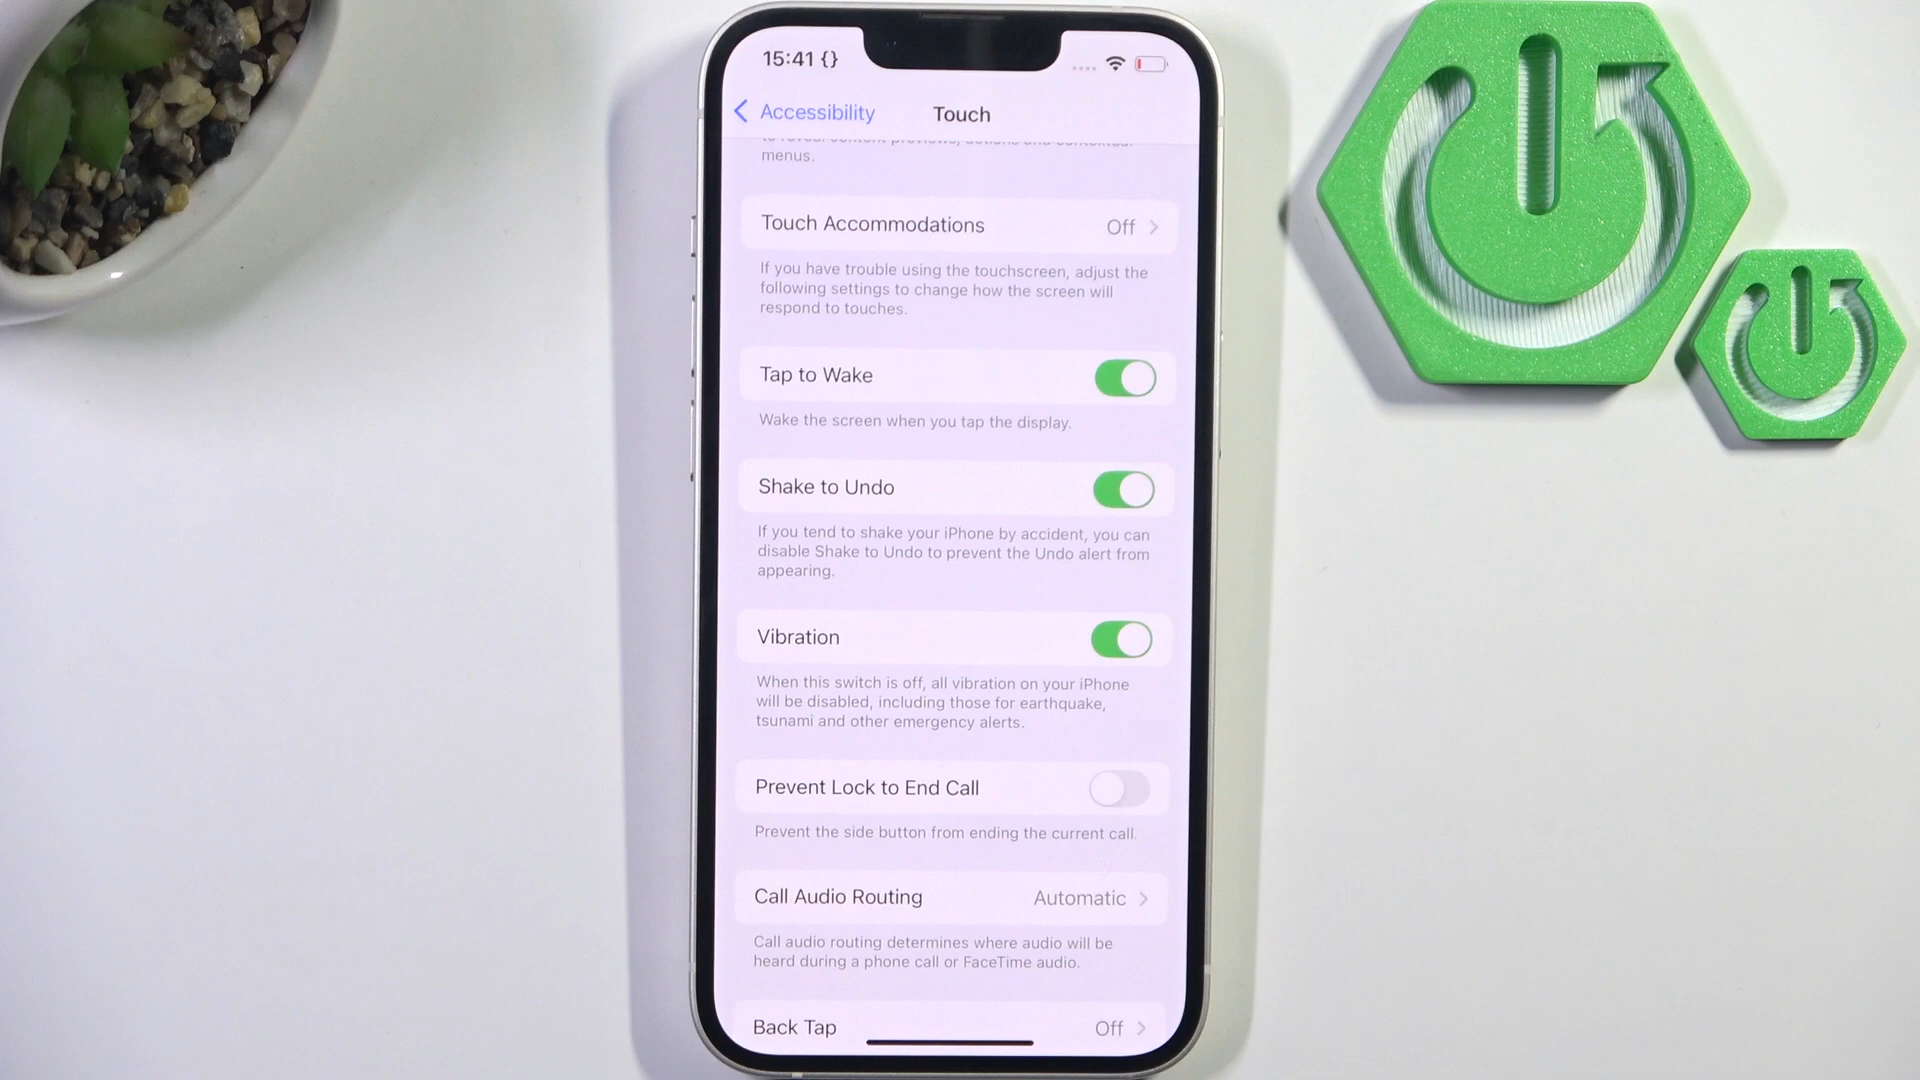 15:41 {}
Accessibility
Touch
to reveal content previews, actions and contextual
menus.
Touch Accommodations
Off
If you have trouble using the touchscreen, adjust the
following settings to change how the screen will
respond to touches.
Tap to Wake
Wake the screen when you tap the display.
Shake to Undo
If you tend to shake your iPhone by accident, you can
disable Shake to Undo to prevent the Undo alert from
appearing.
Vibration
When this switch is off, all vibration on your iPhone
will be disabled, including those for earthquake,
tsunami and other emergency alerts.
Prevent Lock to End Call
Prevent the side button from ending the current call.
Call Audio Routing
Automatic
Call audio routing determines where audio will be
heard during a phone call or FaceTime audio.
Back Tap
Off